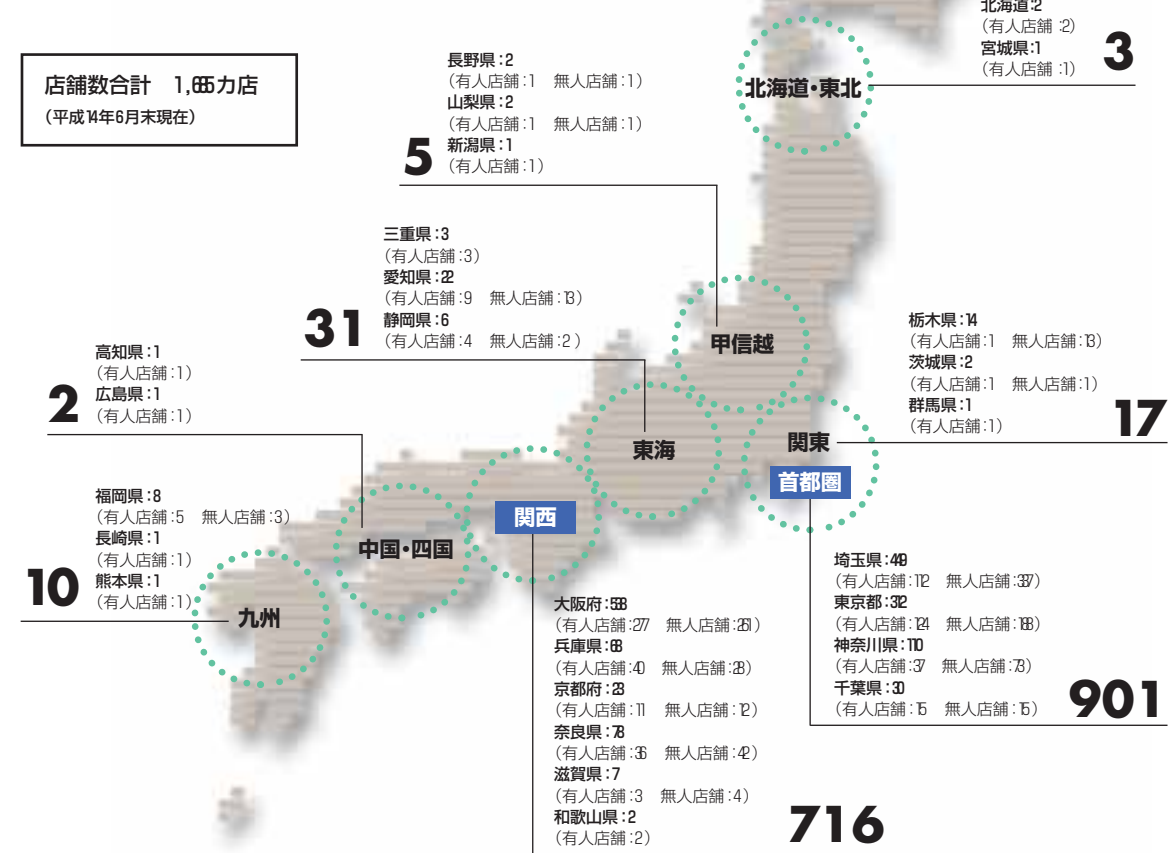 北海道:2
(有人店舗:2)
宮城県:1
(有人店舗:1)
3
北海道・東北
店舗数合計 1,685カ店
(平成14年6月末現在)
長野県:2
(有人店舗:1 無人店舗:1)
山梨県:2
(有人店舗:1 無人店舗:1)
新潟県:1
(有人店舗:1)
5
甲信越
三重県:3
(有人店舗:3)
愛知県:22
(有人店舗:9 無人店舗:13)
静岡県:6
(有人店舗:4 無人店舗:2)
31
東海
栃木県:14
(有人店舗:1 無人店舗:13)
茨城県:2
(有人店舗:1 無人店舗:1)
群馬県:1
(有人店舗:1)
17
関東
首都圏
高知県:1
(有人店舗:1)
広島県:1
(有人店舗:1)
2
中国・四国
関西
福岡県:8
(有人店舗:5 無人店舗:3)
長崎県:1
(有人店舗:1)
熊本県:1
(有人店舗:1)
10
九州
埼玉県:449
(有人店舗:112 無人店舗:337)
東京都:312
(有人店舗:124 無人店舗:188)
神奈川県:110
(有人店舗:37 無人店舗:73)
千葉県:30
(有人店舗:15 無人店舗:15)
901
大阪府:538
(有人店舗:277 無人店舗:261)
兵庫県:68
(有人店舗:40 無人店舗:28)
京都府:23
(有人店舗:11 無人店舗:12)
奈良県:78
(有人店舗:36 無人店舗:42)
滋賀県:7
(有人店舗:3 無人店舗:4)
和歌山県:2
(有人店舗:2)
716